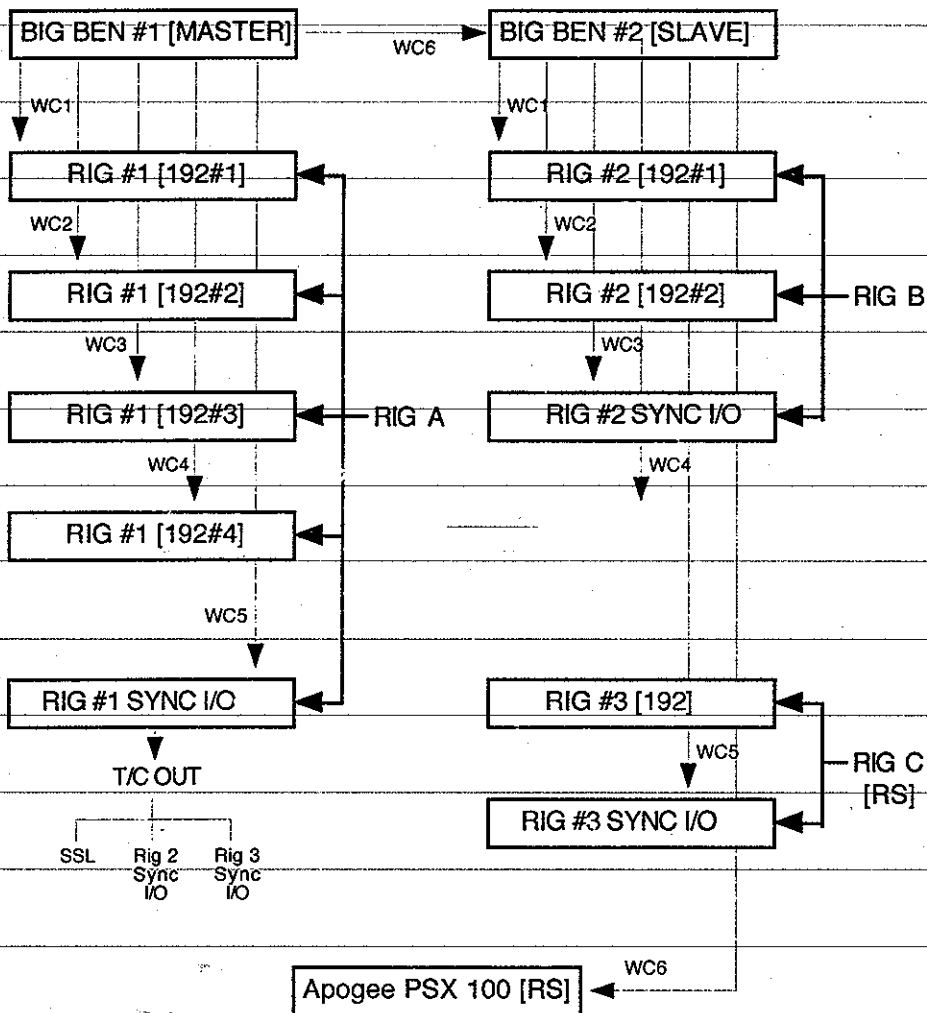 BIG BEN #1 [MASTER]
WC6
BIG BEN #2 [SLAVE]
WC1
WC1
RIG #1 [192#1]
RIG #2 [192#1]
WC2
WC2
RIG #1 [192#2]
RIG #2 [192#2]
RIG B
WC3
WC3
RIG #1 [192#3]
RIG A
RIG #2 SYNC I/O
WC4
WC4
RIG #1 [192#4]
WC5
RIG #1 SYNC I/O
RIG #3 [192]
T/C OUT
WC5
RIG C
[RS]
RIG #3 SYNC I/O
SSL
Rig 2
Sync
I/O
Rig 3
Sync
I/O
WC6
Apogee PSX 100 [RS]